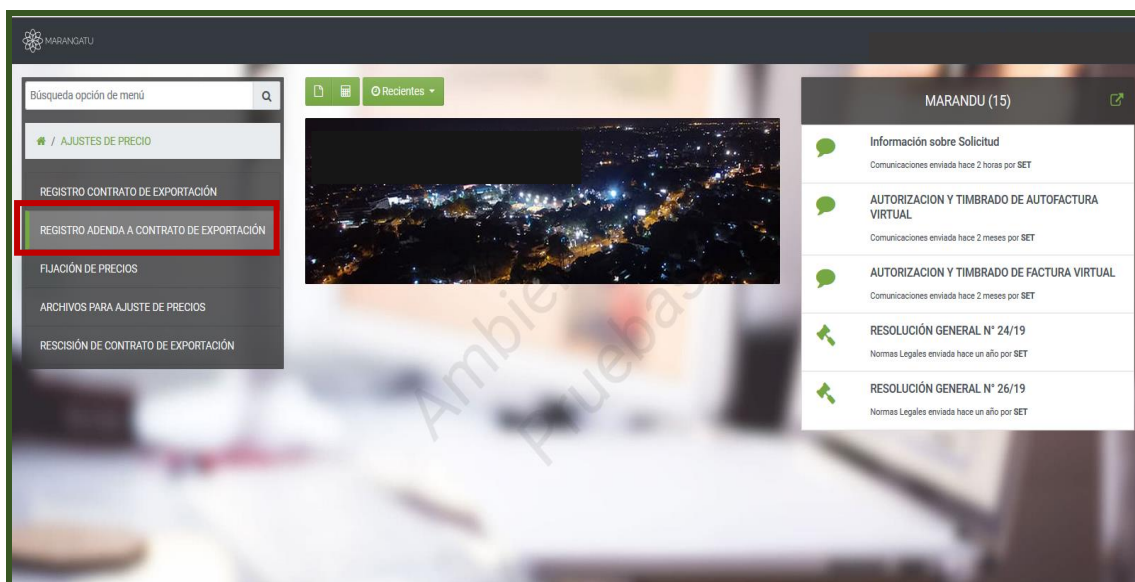 MARANGATU
Búsqueda opción de menú
/ AJUSTES DE PRECIO
REGISTRO CONTRATO DE EXPORTACIÓN
REGISTRO ADENDA A CONTRATO DE EXPORTACIÓN
FIJACIÓN DE PRECIOS
ARCHIVOS PARA AJUSTE DE PRECIOS
RESCISIÓN DE CONTRATO DE EXPORTACIÓN
Recientes
MARANDU (15)
Información sobre Solicitud
Comunicaciones enviada hace 2 horas por SET
AUTORIZACION Y TIMBRADO DE AUTOFACTURA
VIRTUAL
Comunicaciones enviada hace 2 meses por SET
AUTORIZACION Y TIMBRADO DE FACTURA VIRTUAL
Comunicaciones enviada hace 2 meses por SET
RESOLUCIÓN GENERAL N° 24/19
Normas Legales enviada hace un año por SET
RESOLUCIÓN GENERAL N° 26/19
Normas Legales enviada hace un año por SET